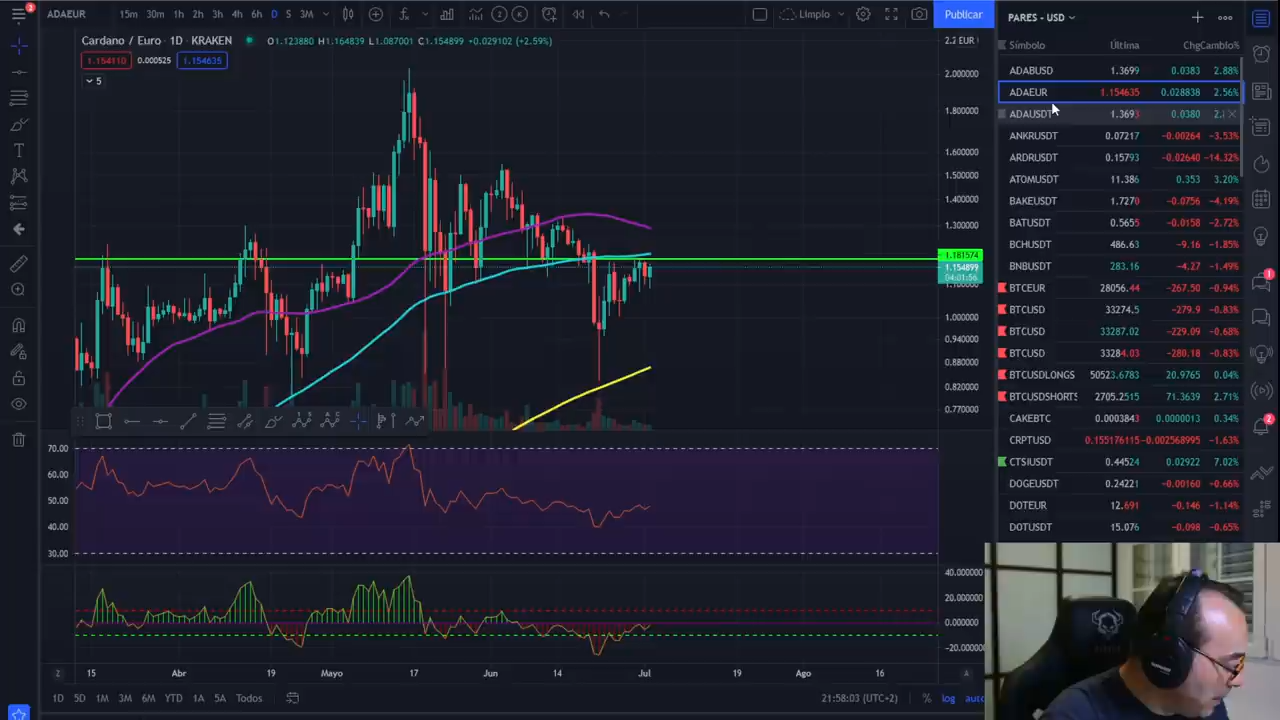 2
ADAEUR 15m 30m 1h 2h 3h 4h 6h D S 3M 2 K Limpio Publicar PARES - USD
Cardano / Euro · 1D · KRAKEN O1.123880 H1.164839 L1.087001 C1.154899 +0.029102 (+2.59%)
1.154110 0.000525 1.154635
5
EUR
2.000000
1.800000
1.600000
1.500000
1.400000
1.300000
1.181574
1.154899
04:01:56
1.000000
0.940000
0.880000
0.820000
0.770000
70.00
60.00
50.00
40.00
30.00
40.000000
20.000000
0.000000
-20.000000
Z 15 Abr 19 Mayo 17 Jun 14 Jul 19 Ago 16 A
1D 5D 1M 3M 6M YTD 1A 5A Todos 21:58:03 (UTC+2) % log auto
Símbolo Última Chg Cambio%
ADABUSD 1.3699 0.0383 2.88%
ADAEUR 1.154635 0.028838 2.56%
ADAUSDT 1.3693 0.0380
ANKRUSDT 0.07217 -0.00264 -3.53%
ARDRUSDT 0.15793 -0.02640 -14.32%
ATOMUSDT 11.386 0.353 3.20%
BAKEUSDT 1.7270 -0.0756 -4.19%
BATUSDT 0.5655 -0.0158 -2.72%
BCHUSDT 486.63 -9.16 -1.85%
BNBUSDT 283.16 -4.27 -1.49%
BTCEUR 28056.44 -267.50 -0.94%
BTCUSD 33274.5 -279.9 -0.83%
BTCUSD 33287.02 -229.09 -0.68%
BTCUSD 33284.03 -280.18 -0.83%
BTCUSDLONGS 50523.6783 20.9765 0.04%
BTCUSDSHORTS 2705.2515 71.3639 2.71%
CAKEBTC 0.0003843 0.0000013 0.34%
CRPTUSD 0.155176115 -0.002568995 -1.63%
CTSIUSDT 0.44524 0.02922 7.02%
DOGEUSDT 0.24221 -0.00160 -0.66%
DOTEUR 12.691 -0.146 -1.14%
DOTUSDT 15.076 -0.098 -0.65%
1
2